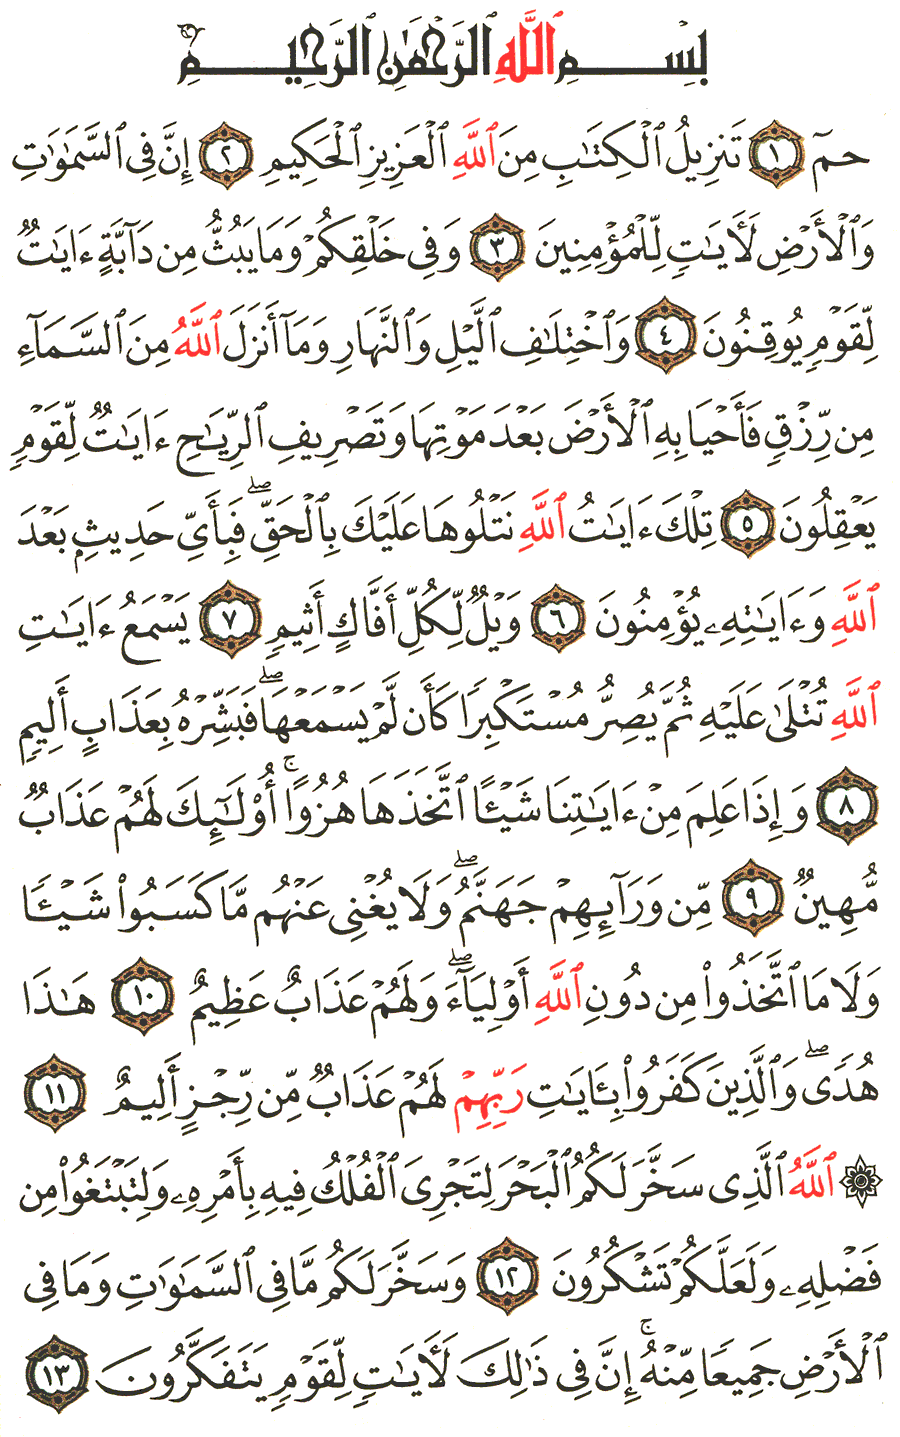 بِسْمِ ٱللَّهِ ٱلرَّحْمَٰنِ ٱلرَّحِيمِ
حمٓ ١ تَنزِيلُ ٱلْكِتَٰبِ مِنَ ٱللَّهِ ٱلْعَزِيزِ ٱلْحَكِيمِ ٢ إِنَّ فِى ٱلسَّمَٰوَٰتِ
وَٱلْأَرْضِ لَءَايَٰتٍ لِّلْمُؤْمِنِينَ ٣ وَفِى خَلْقِكُمْ وَمَا يَبُثُّ مِن دَآبَّةٍ ءَايَٰتٌ
لِّقَوْمٍ يُوقِنُونَ ٤ وَٱخْتِلَٰفِ ٱلَّيْلِ وَٱلنَّهَارِ وَمَآ أَنزَلَ ٱللَّهُ مِنَ ٱلسَّمَآءِ
مِن رِّزْقٍ فَأَحْيَا بِهِ ٱلْأَرْضَ بَعْدَ مَوْتِهَا وَتَصْرِيفِ ٱلرِّيَٰحِ ءَايَٰتٌ لِّقَوْمٍ
يَعْقِلُونَ ٥ تِلْكَ ءَايَٰتُ ٱللَّهِ نَتْلُوهَا عَلَيْكَ بِٱلْحَقِّ ۖ فَبِأَىِّ حَدِيثٍۭ بَعْدَ
ٱللَّهِ وَءَايَٰتِهِۦ يُؤْمِنُونَ ٦ وَيْلٌ لِّكُلِّ أَفَّاكٍ أَثِيمٍ ٧ يَسْمَعُ ءَايَٰتِ
ٱللَّهِ تُتْلَىٰ عَلَيْهِ ثُمَّ يُصِرُّ مُسْتَكْبِرًا كَأَن لَّمْ يَسْمَعْهَا ۖ فَبَشِّرْهُ بِعَذَابٍ أَلِيمٍ
٨ وَإِذَا عَلِمَ مِنْ ءَايَٰتِنَا شَيْـًٔا ٱتَّخَذَهَا هُزُوًا ۚ أُو۟لَٰٓئِكَ لَهُمْ عَذَابٌ
مُّهِينٌ ٩ مِّن وَرَآئِهِمْ جَهَنَّمُ ۖ وَلَا يُغْنِى عَنْهُم مَّا كَسَبُوا۟ شَيْـًٔا
وَلَا مَا ٱتَّخَذُوا۟ مِن دُونِ ٱللَّهِ أَوْلِيَآءَ ۖ وَلَهُمْ عَذَابٌ عَظِيمٌ ١٠ هَٰذَا
هُدًى ۖ وَٱلَّذِينَ كَفَرُوا۟ بِـَٔايَٰتِ رَبِّهِمْ لَهُمْ عَذَابٌ مِّن رِّجْزٍ أَلِيمٌ ١١
۞ ٱللَّهُ ٱلَّذِى سَخَّرَ لَكُمُ ٱلْبَحْرَ لِتَجْرِىَ ٱلْفُلْكُ فِيهِ بِأَمْرِهِۦ وَلِتَبْتَغُوا۟ مِن
فَضْلِهِۦ وَلَعَلَّكُمْ تَشْكُرُونَ ١٢ وَسَخَّرَ لَكُم مَّا فِى ٱلسَّمَٰوَٰتِ وَمَا فِى
ٱلْأَرْضِ جَمِيعًا مِّنْهُ ۚ إِنَّ فِى ذَٰلِكَ لَءَايَٰتٍ لِّقَوْمٍ يَتَفَكَّرُونَ ١٣